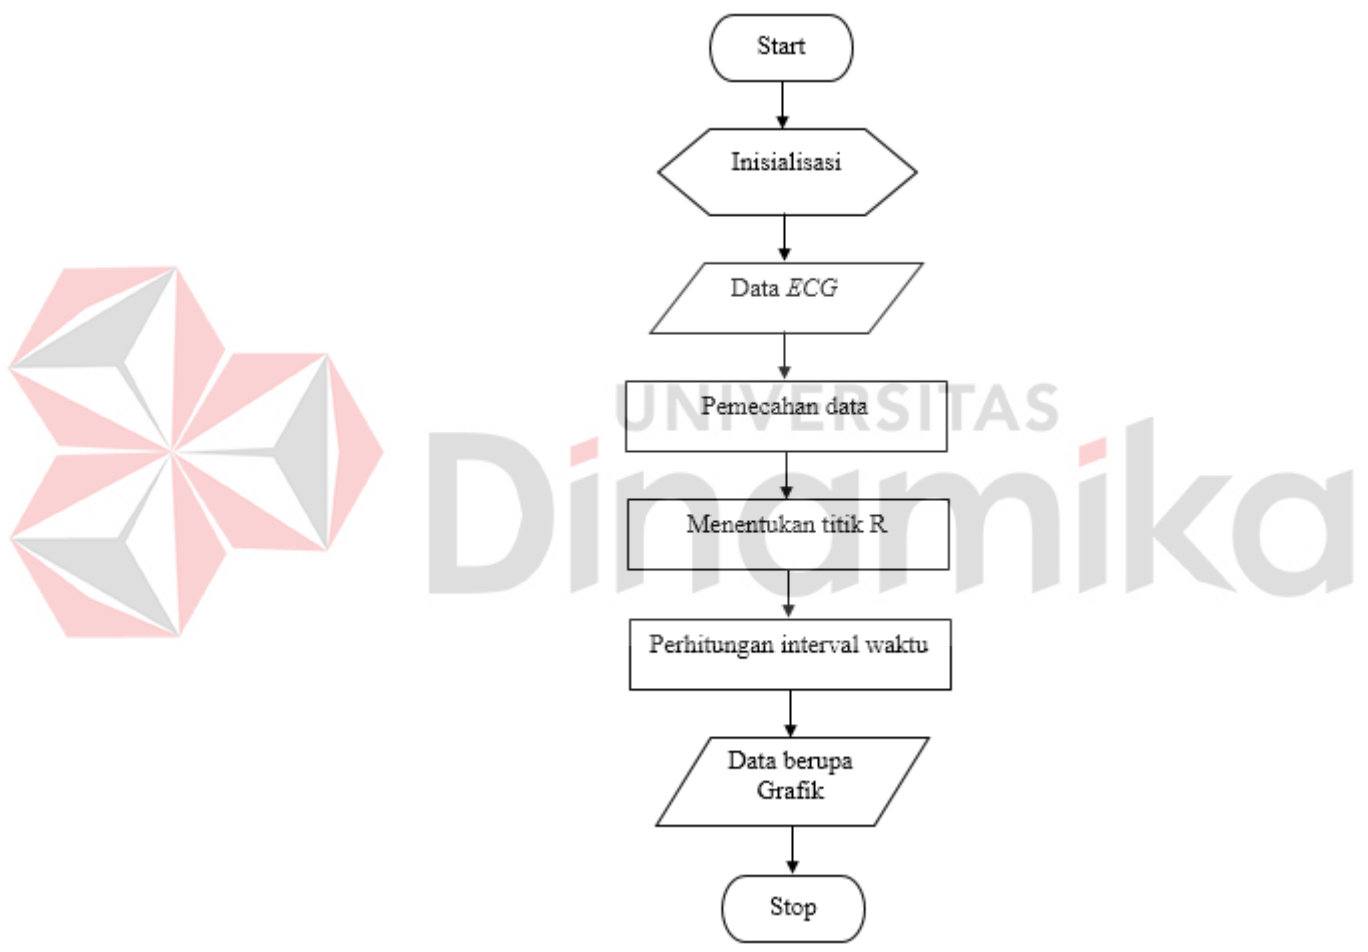 Start
Inisialisasi
Data ECG
UNIVERSITAS
Pemecahan data
Dinamika
Menentukan titik R
Perhitungan interval waktu
Data berupa
Grafik
Stop